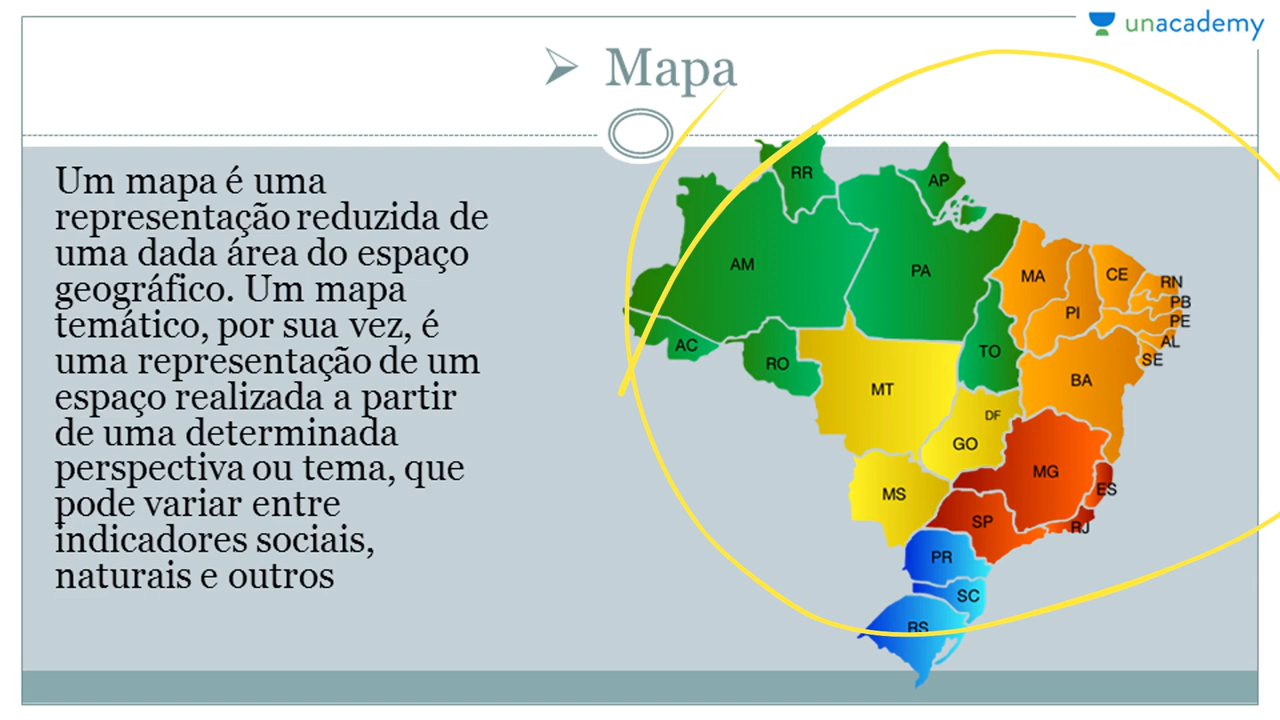 unacademy
Mapa
Um mapa é uma
representação reduzida de
uma dada área do espaço
geográfico. Um mapa
temático, por sua vez, é
uma representação de um
espaço realizada a partir
de uma determinada
perspectiva ou tema, que
pode variar entre
indicadores sociais,
naturais e outros
RR
AP
AM
PA
MA
CE
RN
PB
PI
PE
AL
SE
AC
RO
TO
BA
MT
DF
GO
MG
ES
MS
SP
RJ
PR
SC
RS